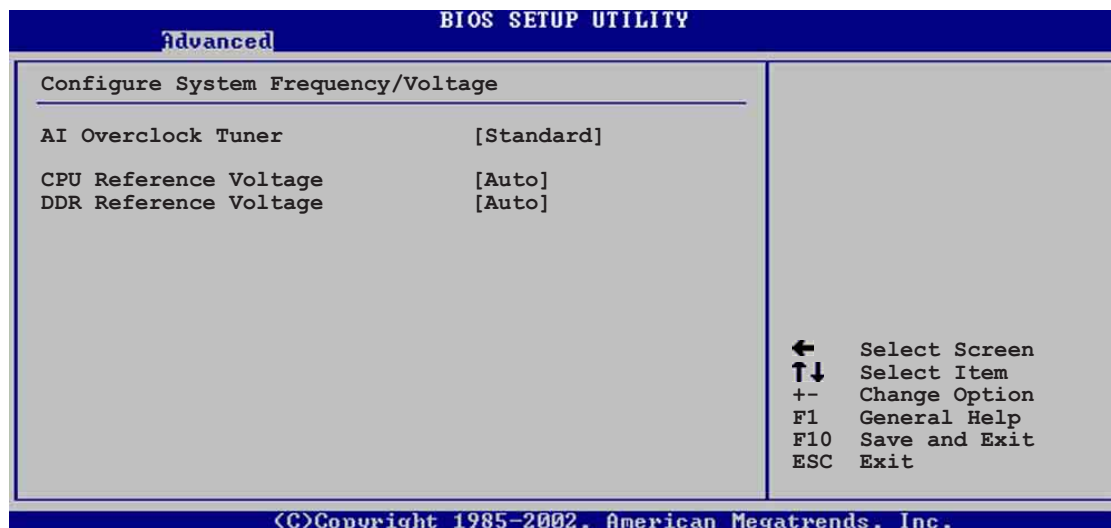 BIOS SETUP UTILITY
Advanced
Configure System Frequency/Voltage
AI Overclock Tuner [Standard]
CPU Reference Voltage [Auto]
DDR Reference Voltage [Auto]
← Select Screen
↑↓ Select Item
+- Change Option
F1 General Help
F10 Save and Exit
ESC Exit
(C)Copyright 1985-2002, American Megatrends, Inc.